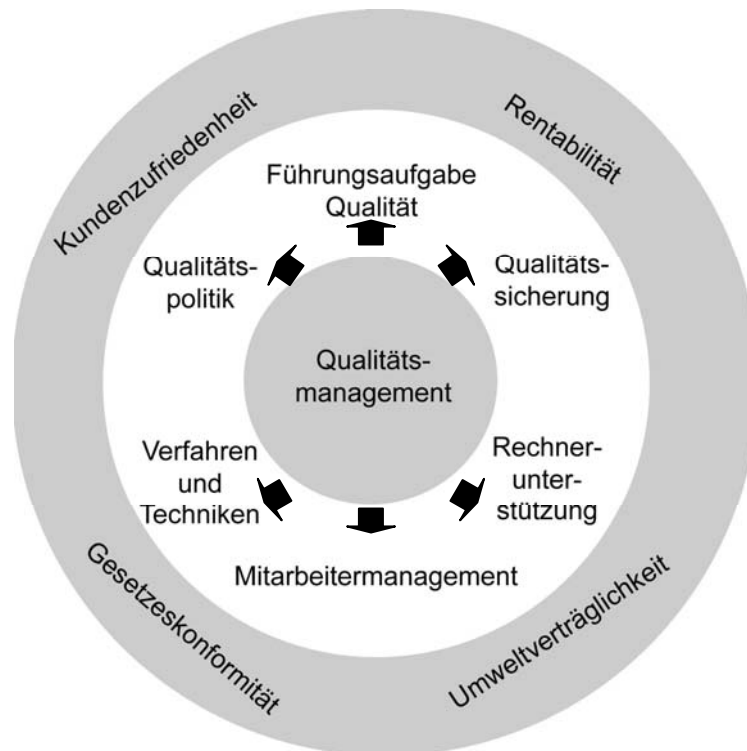 Kundenzufriedenheit
Rentabilität
Führungsaufgabe
Qualität
Qualitäts-
politik
Qualitäts-
sicherung
Qualitäts-
management
Verfahren
und
Techniken
Rechner-
unter-
stützung
Mitarbeitermanagement
Gesetzeskonformität
Umweltverträglichkeit